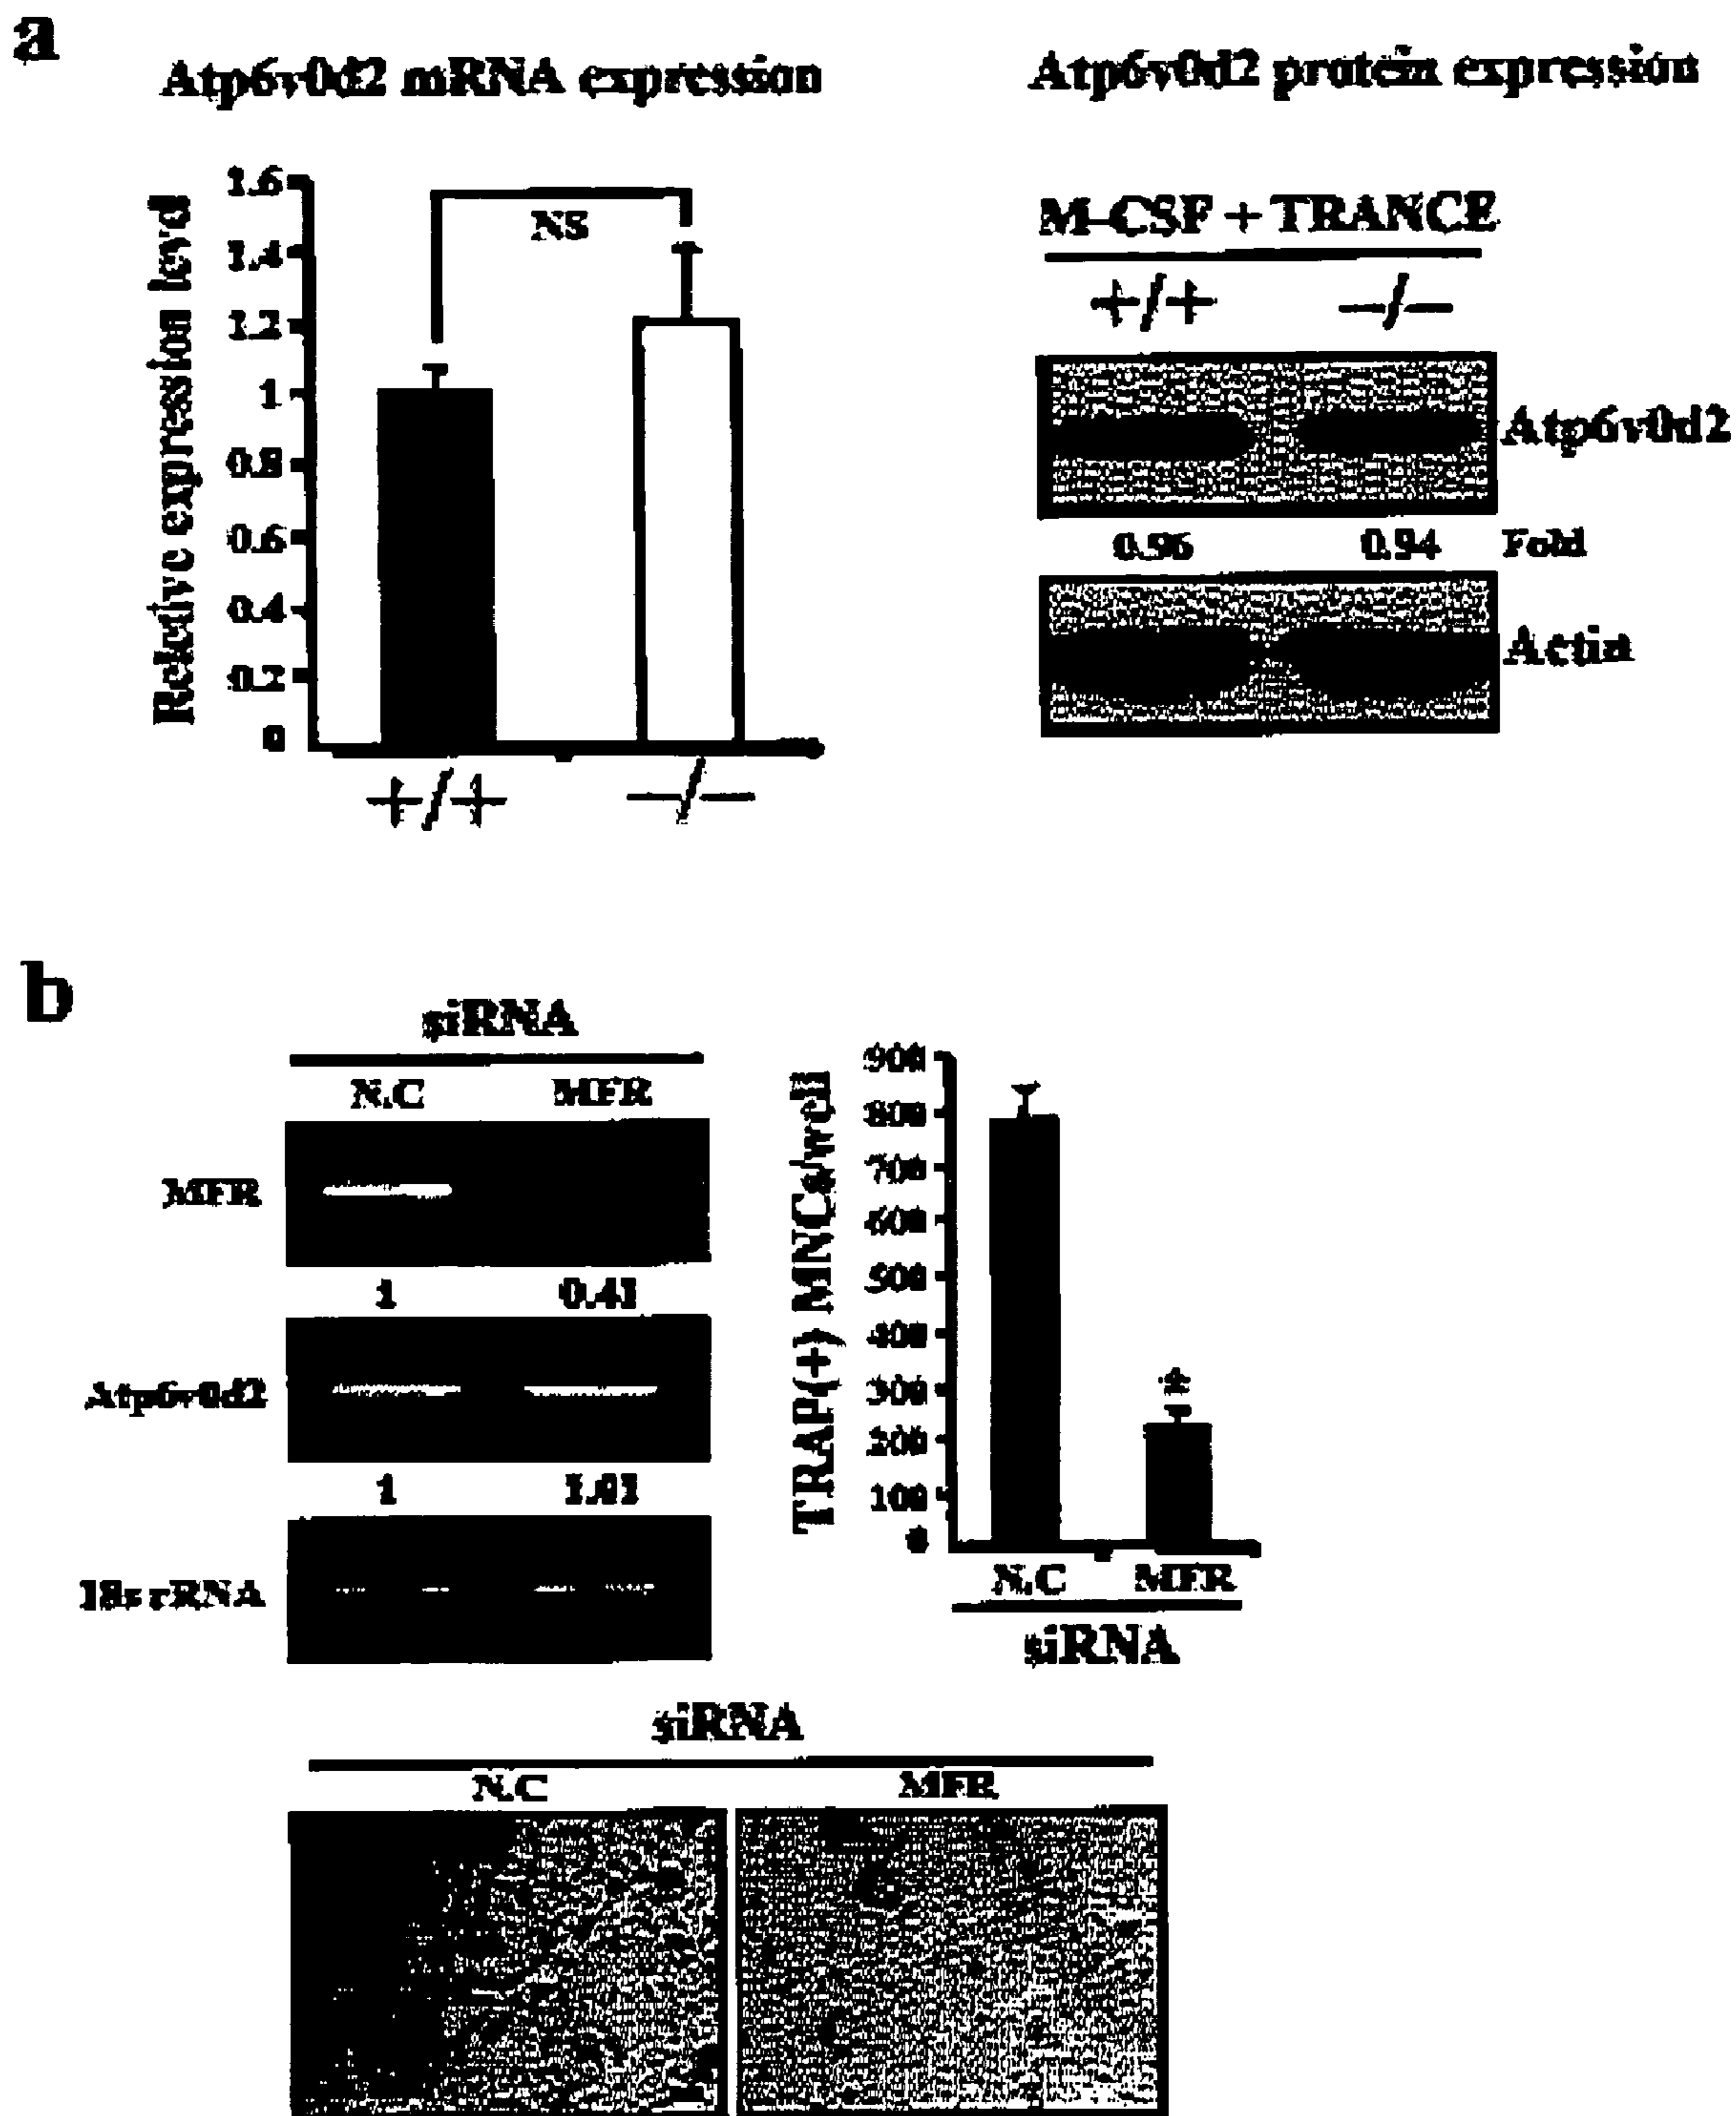 a
Atp6v0d2 mRNA expression
Relative expression level
1.6
1.4
1.2
1
0.8
0.6
0.4
0.2
0
NS
+/+ −/−
Atp6v0d2 protein expression
M-CSF + TRANCE
+/+ −/−
Atp6v0d2
0.96 0.94 Fold
Actin
b
siRNA
N.C MFR
MFR
1 0.41
Atp6v0d2
1
18s rRNA
TRAP(+) MNCs/well
900
800
700
600
500
400
300
200
100
0
*
N.C MFR
siRNA
siRNA
N.C MFR